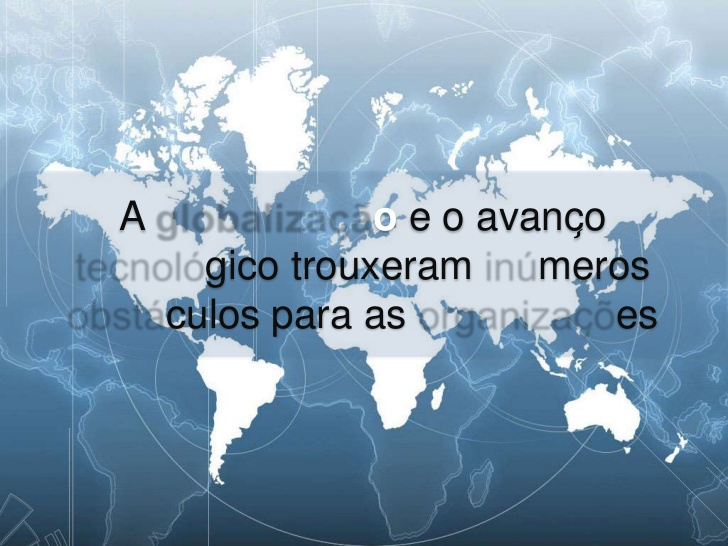 A globalização e o avanço
tecnológico trouxeram inúmeros
obstáculos para as organizações